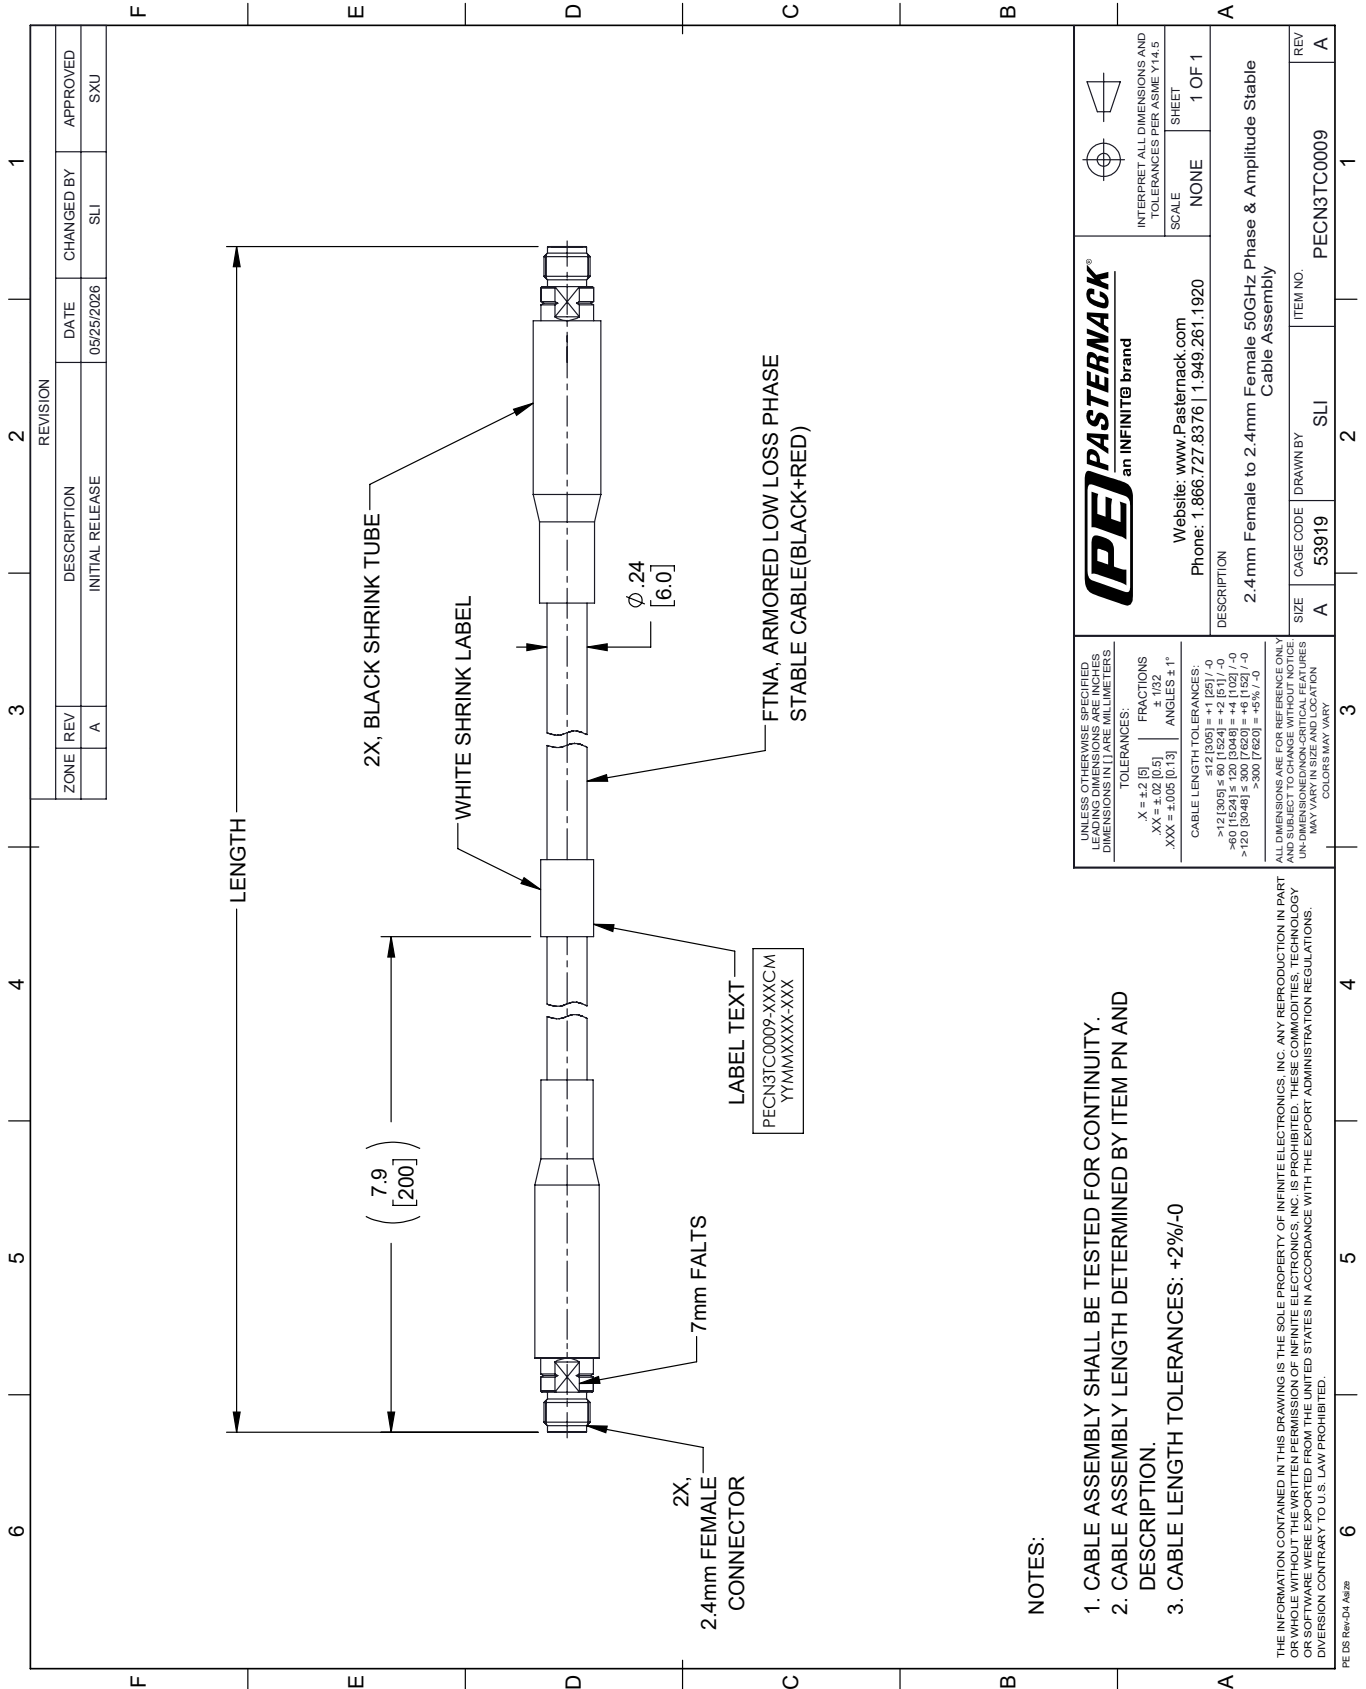 6
5
4
3
2
1
F
E
D
C
B
A
F
E
D
C
B
A
REVISION
ZONE REV DESCRIPTION DATE CHANGED BY APPROVED
A INITIAL RELEASE 05/25/2026 SLI SXU
LENGTH
7.9
[200]
2X, BLACK SHRINK TUBE
WHITE SHRINK LABEL
Ø.24
[6.0]
FTNA, ARMORED LOW LOSS PHASE
STABLE CABLE(BLACK+RED)
LABEL TEXT
PECN3TC0009-XXXCM
YYMMXXXX-XXX
7mm FALTS
2X,
2.4mm FEMALE
CONNECTOR
NOTES:
1. CABLE ASSEMBLY SHALL BE TESTED FOR CONTINUITY.
2. CABLE ASSEMBLY LENGTH DETERMINED BY ITEM PN AND
DESCRIPTION.
3. CABLE LENGTH TOLERANCES: +2%/-0
THE INFORMATION CONTAINED IN THIS DRAWING IS THE SOLE PROPERTY OF INFINITE ELECTRONICS, INC. ANY REPRODUCTION IN PART
OR WHOLE WITHOUT THE WRITTEN PERMISSION OF INFINITE ELECTRONICS, INC. IS PROHIBITED. THESE COMMODITIES, TECHNOLOGY
OR SOFTWARE WERE EXPORTED FROM THE UNITED STATES IN ACCORDANCE WITH THE EXPORT ADMINISTRATION REGULATIONS.
DIVERSION CONTRARY TO U.S. LAW PROHIBITED.
UNLESS OTHERWISE SPECIFIED
LEADING DIMENSIONS ARE INCHES
DIMENSIONS IN [ ] ARE MILLIMETERS
TOLERANCES:
.X = ±.2 [5] FRACTIONS
.XX = ±.02 [0.5] ± 1/32
.XXX = ±.005 [0.13] ANGLES ± 1°
CABLE LENGTH TOLERANCES:
≤12 [305] = +1 [25] / -0
>12 [305] ≤ 60 [1524] = +2 [51] / -0
>60 [1524] ≤ 120 [3048] = +4 [102] / -0
>120 [3048] ≤ 300 [7620] = +6 [152] / -0
>300 [7620] = +5% / -0
ALL DIMENSIONS ARE FOR REFERENCE ONLY
AND SUBJECT TO CHANGE WITHOUT NOTICE.
UN-DIMENSIONED/NON-CRITICAL FEATURES
MAY VARY IN SIZE AND LOCATION
COLORS MAY VARY
PE PASTERNACK®
an INFINIT@ brand
Website: www.Pasternack.com
Phone: 1.866.727.8376 | 1.949.261.1920
INTERPRET ALL DIMENSIONS AND
TOLERANCES PER ASME Y14.5
SCALE SHEET
NONE 1 OF 1
DESCRIPTION
2.4mm Female to 2.4mm Female 50GHz Phase & Amplitude Stable
Cable Assembly
SIZE CAGE CODE DRAWN BY ITEM NO. REV
A 53919 SLI PECN3TC0009 A
PE DS Rev-D4 Asize
6
5
4
3
2
1